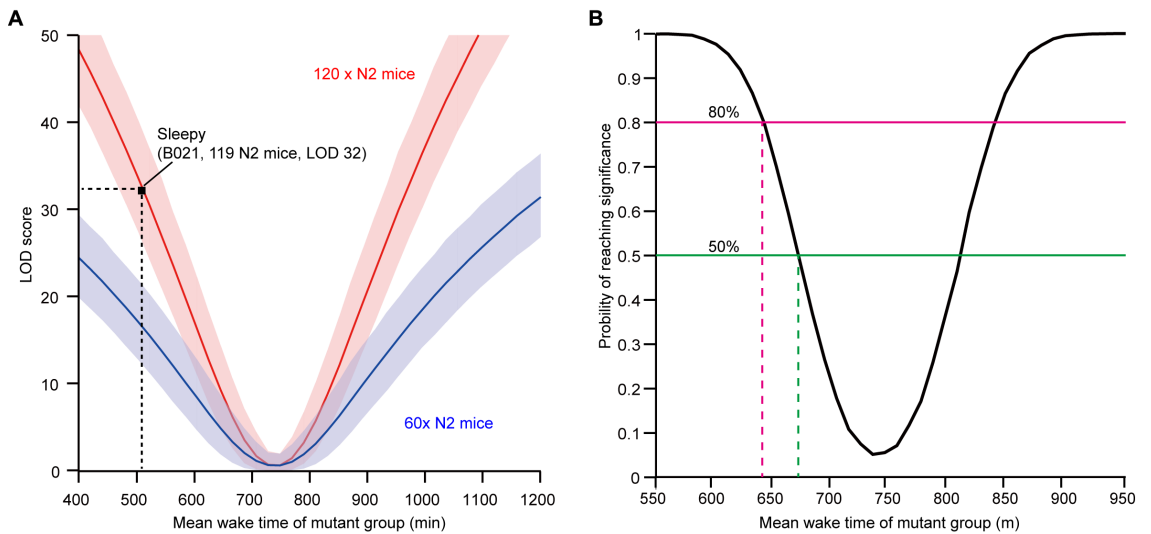 A
50
40
30
20
10
0
LOD score
120 x N2 mice
Sleepy
(B021, 119 N2 mice, LOD 32)
60x N2 mice
400 500 600 700 800 900 1000 1100 1200
Mean wake time of mutant group (min)
B
1
0.9
0.8
0.7
0.6
0.5
0.4
0.3
0.2
0.1
0
Probility of reaching significance
80%
50%
550 600 650 700 750 800 850 900 950
Mean wake time of mutant group (m)